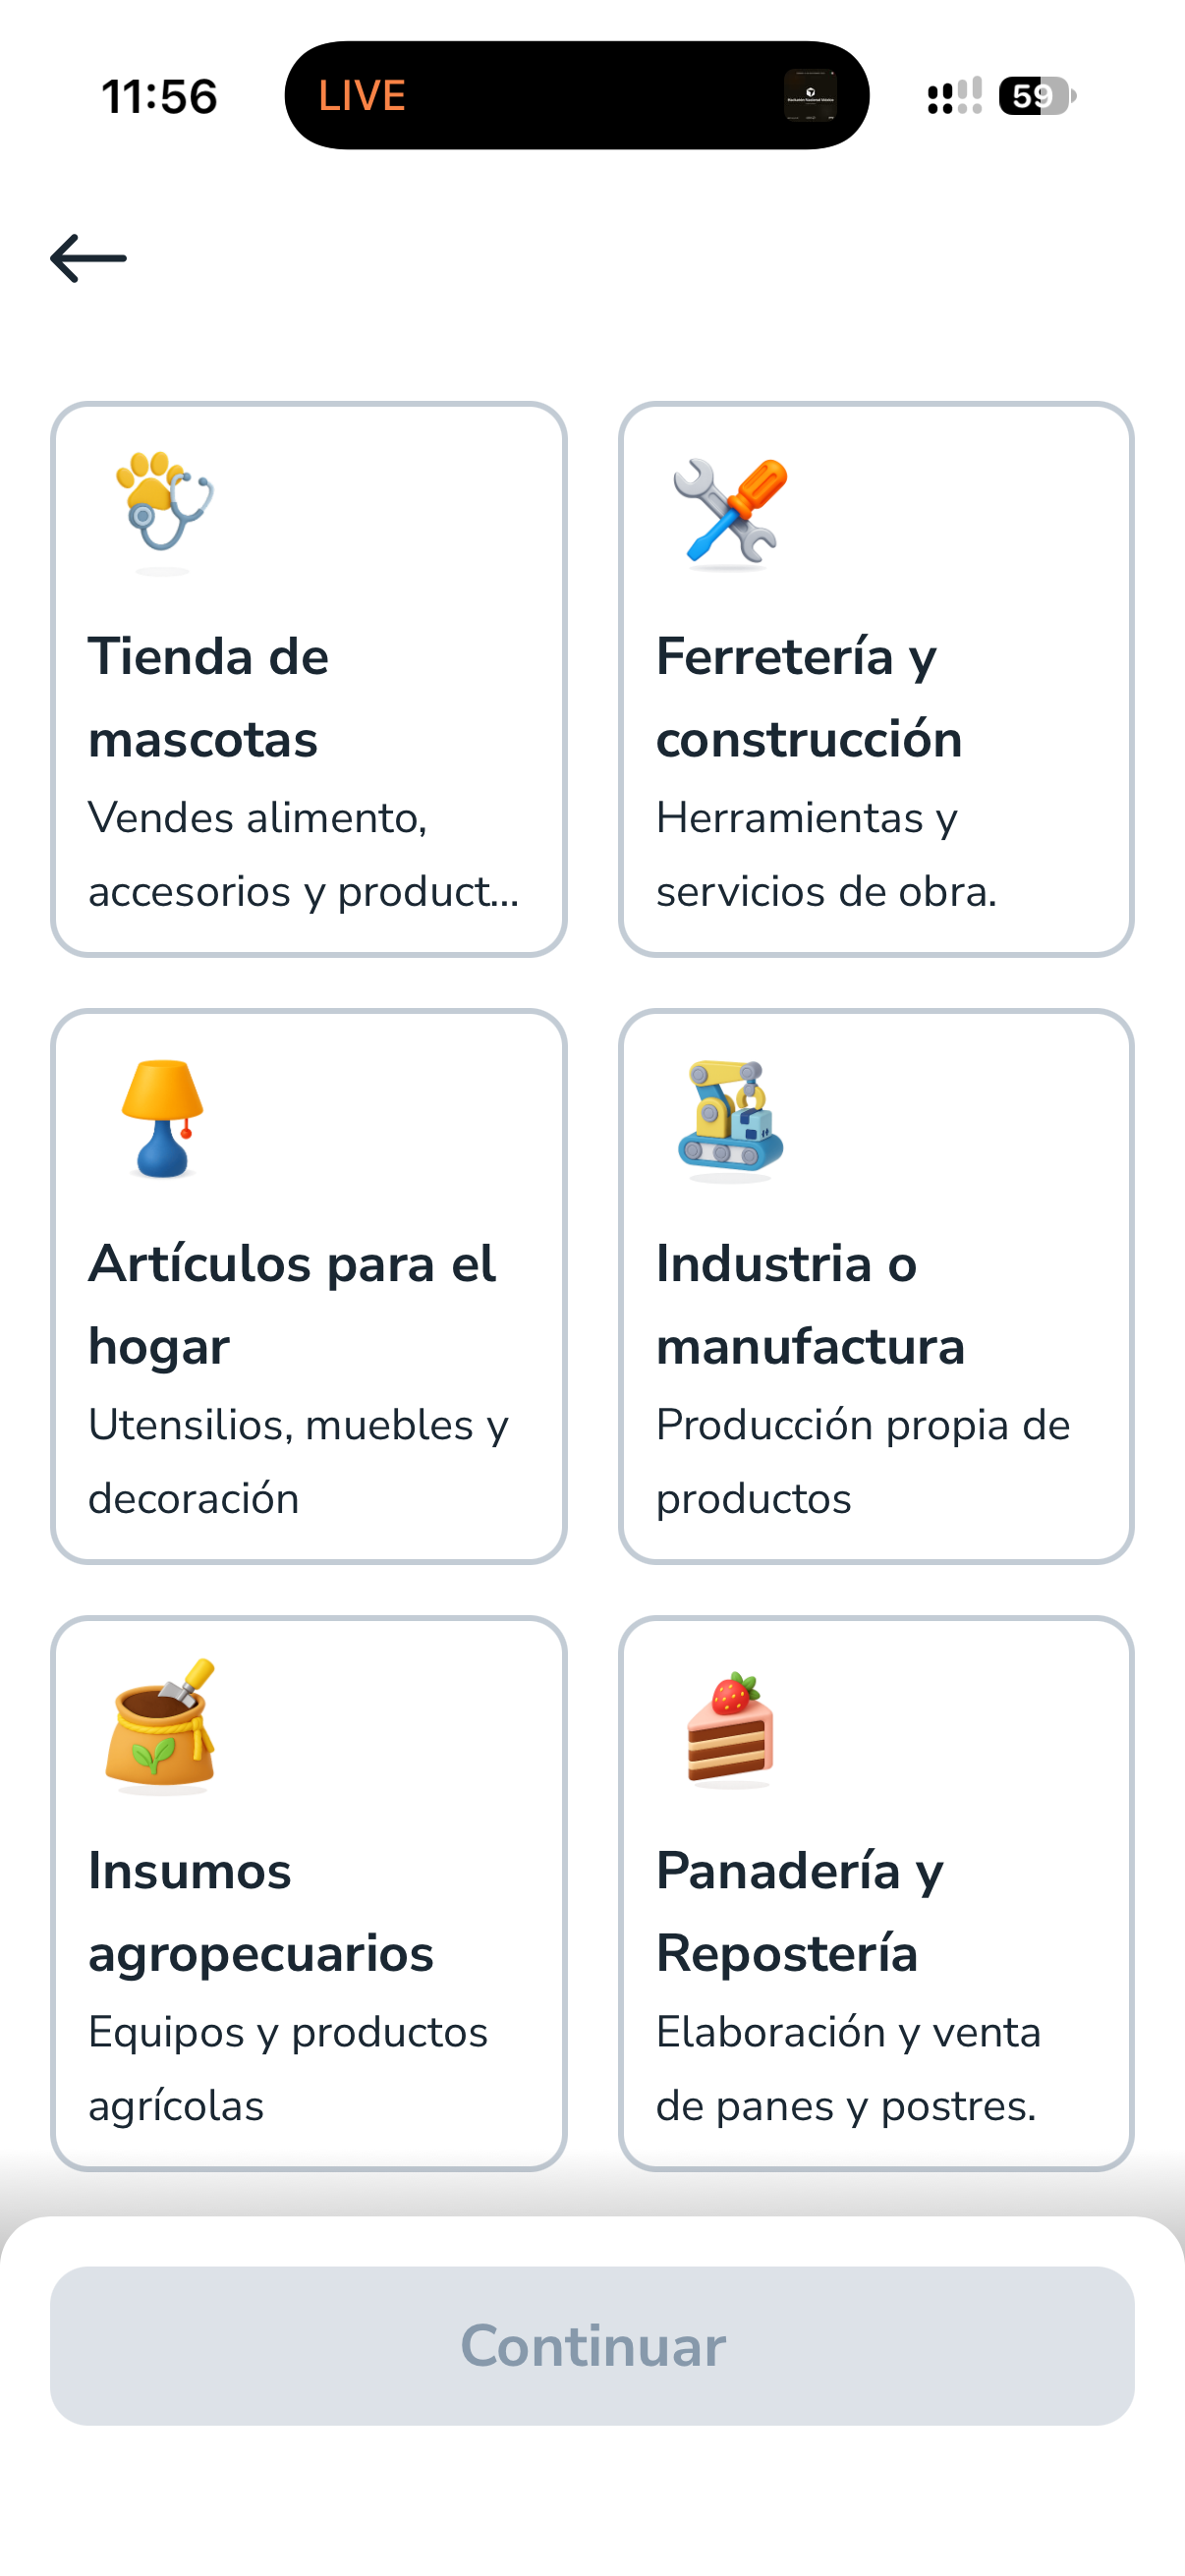 11:56
LIVE
59
Tienda de
mascotas
Vendes alimento,
accesorios y product...
Ferretería y
construcción
Herramientas y
servicios de obra.
Artículos para el
hogar
Utensilios, muebles y
decoración
Industria o
manufactura
Producción propia de
productos
Insumos
agropecuarios
Equipos y productos
agrícolas
Panadería y
Repostería
Elaboración y venta
de panes y postres.
Continuar